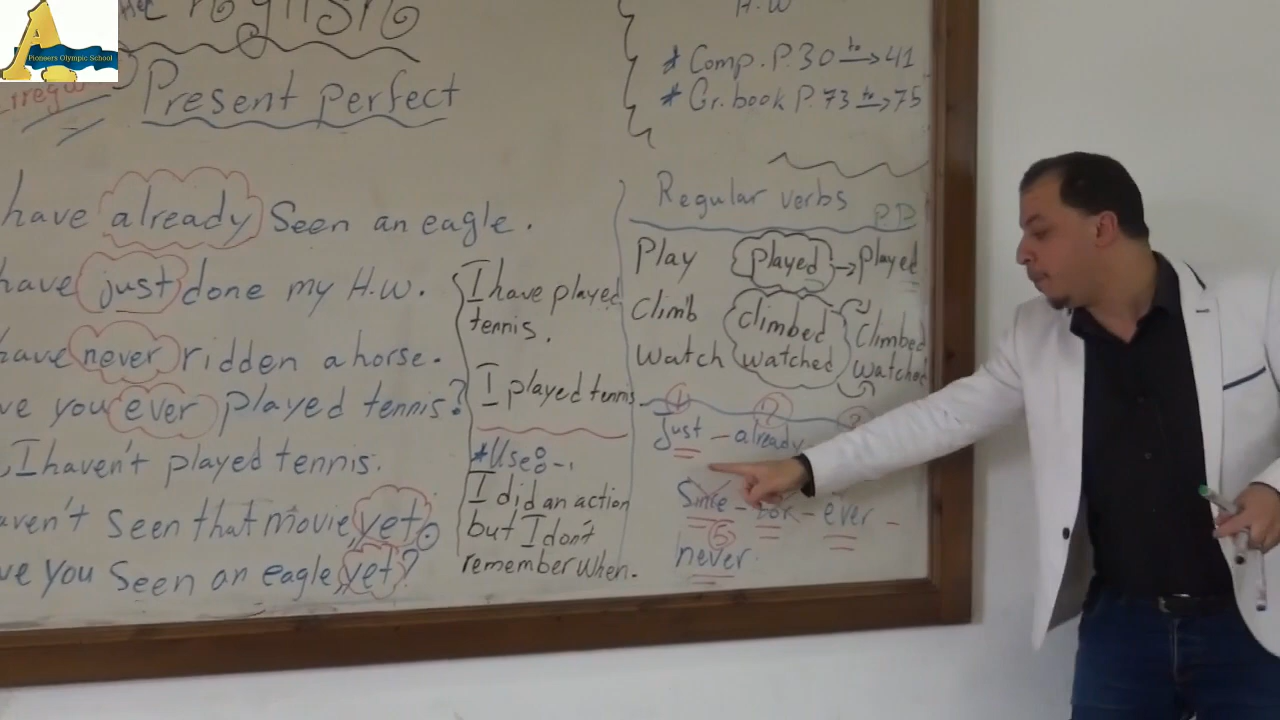 Pioneers Olympic School
Present perfect
have already Seen an eagle.
have just done my H.W.
have never ridden a horse.
ve you ever played tennis?
, I haven't played tennis.
aven't seen that movie, yet.
ve you seen an eagle, yet?
I have played
tennis.
I played tennis
*Use:-
I did an action
but I don't
remember when.
H.W
* Comp. P.30 to → 41
* Gr. book P.73 to → 75
Regular verbs
P.P
Play played → played
Climb climbed climbed
watch watched watched
1 2 3
Just - already
Since - for - ever -
5
never.